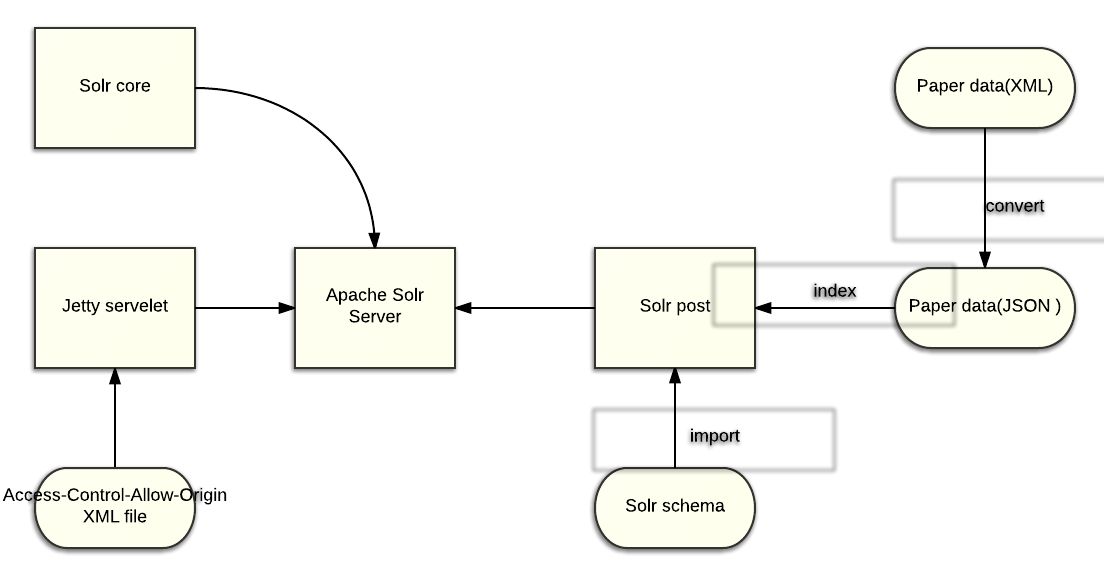 Solr core
Paper data(XML)
convert
Jetty servelet
Apache Solr
Server
Solr post
index
Paper data(JSON )
import
Access-Control-Allow-Origin
XML file
Solr schema